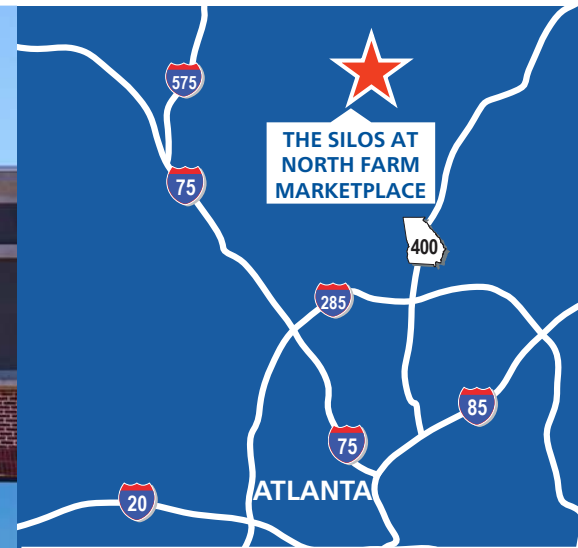 575
THE SILOS AT
NORTH FARM
MARKETPLACE
75
400
285
85
75
ATLANTA
20